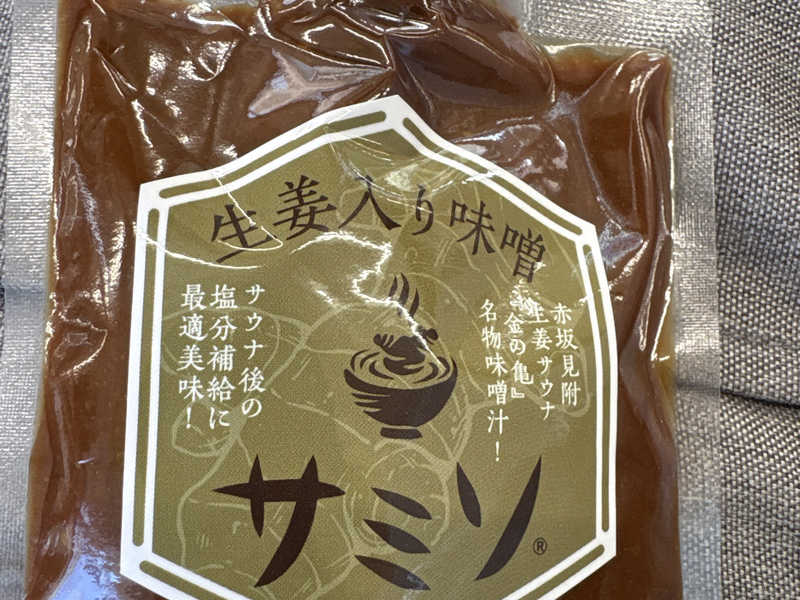 生姜入り味噌
赤坂見附
生姜サウナ
『金の亀』
名物味噌汁！
サウナ後の
塩分補給に
最適美味！
サミソ®